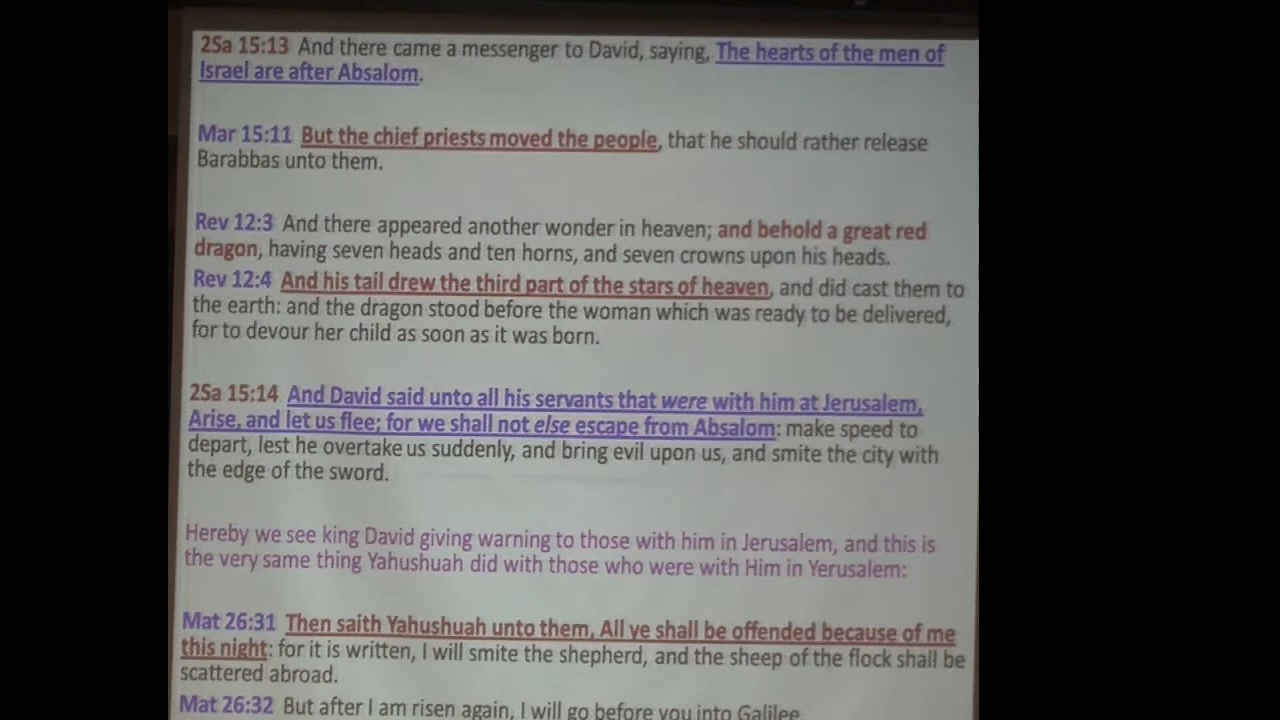 2Sa 15:13 And there came a messenger to David, saying, The hearts of the men of
Israel are after Absalom.
Mar 15:11 But the chief priests moved the people, that he should rather release
Barabbas unto them.
Rev 12:3 And there appeared another wonder in heaven; and behold a great red
dragon, having seven heads and ten horns, and seven crowns upon his heads.
Rev 12:4 And his tail drew the third part of the stars of heaven, and did cast them to
the earth: and the dragon stood before the woman which was ready to be delivered,
for to devour her child as soon as it was born.
2Sa 15:14 And David said unto all his servants that were with him at Jerusalem,
Arise, and let us flee; for we shall not else escape from Absalom: make speed to
depart, lest he overtake us suddenly, and bring evil upon us, and smite the city with
the edge of the sword.
Hereby we see king David giving warning to those with him in Jerusalem, and this is
the very same thing Yahushuah did with those who were with Him in Yerusalem:
Mat 26:31 Then saith Yahushuah unto them, All ye shall be offended because of me
this night: for it is written, I will smite the shepherd, and the sheep of the flock shall be
scattered abroad.
Mat 26:32 But after I am risen again, I will go before you into Galilee